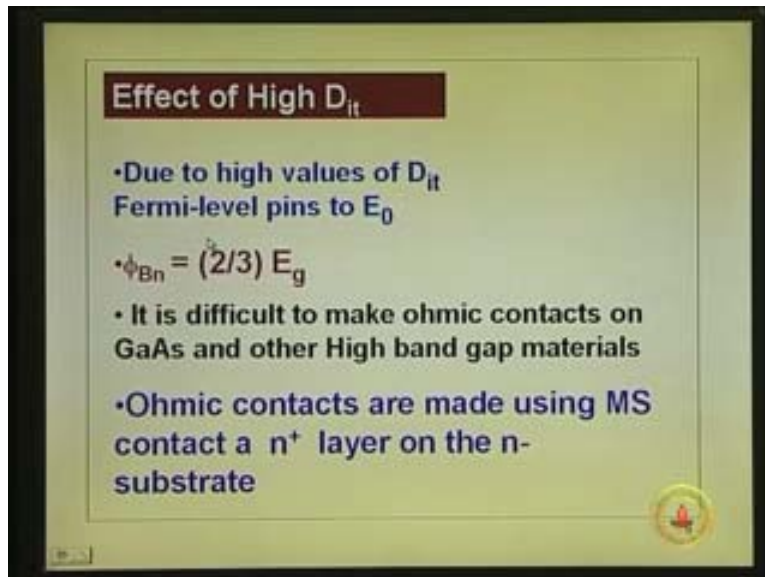 Effect of High Dit
•Due to high values of Dit
Fermi-level pins to E0
•ϕBn = (2/3) Eg
• It is difficult to make ohmic contacts on
GaAs and other High band gap materials
•Ohmic contacts are made using MS
contact a n+ layer on the n-
substrate